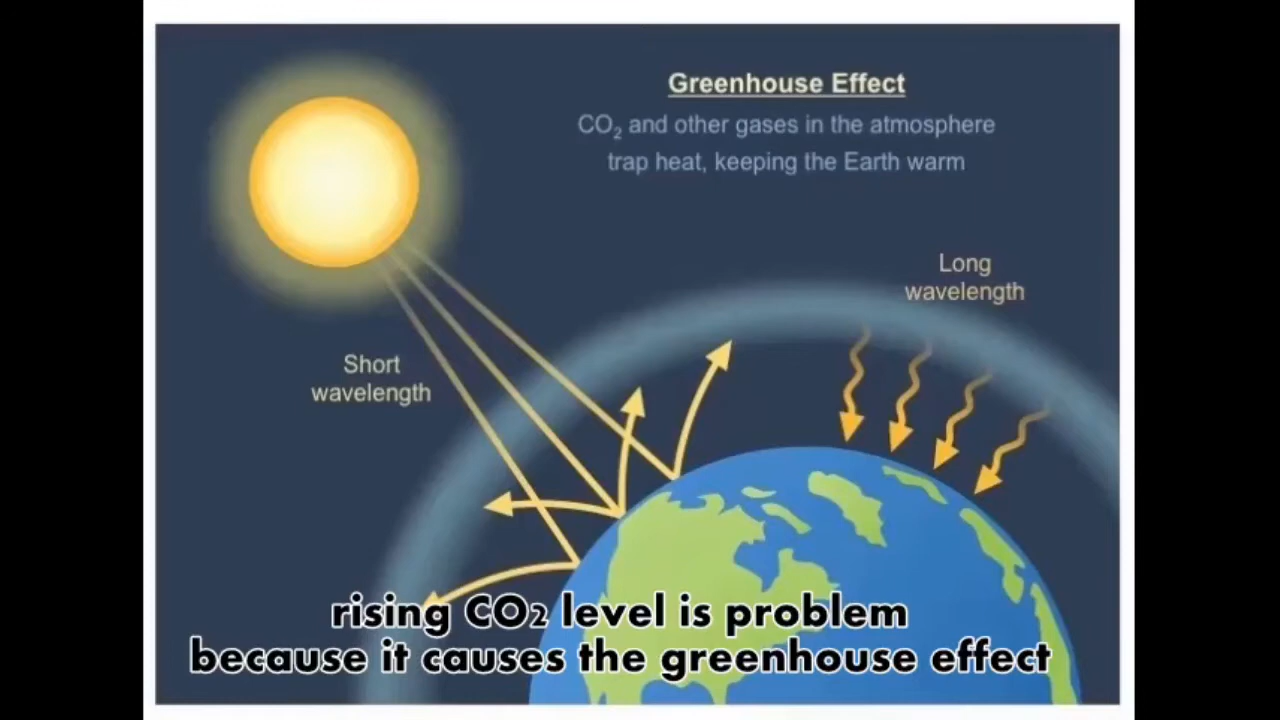 Greenhouse Effect
CO₂ and other gases in the atmosphere
trap heat, keeping the Earth warm
Long
wavelength
Short
wavelength
rising CO₂ level is problem
because it causes the greenhouse effect